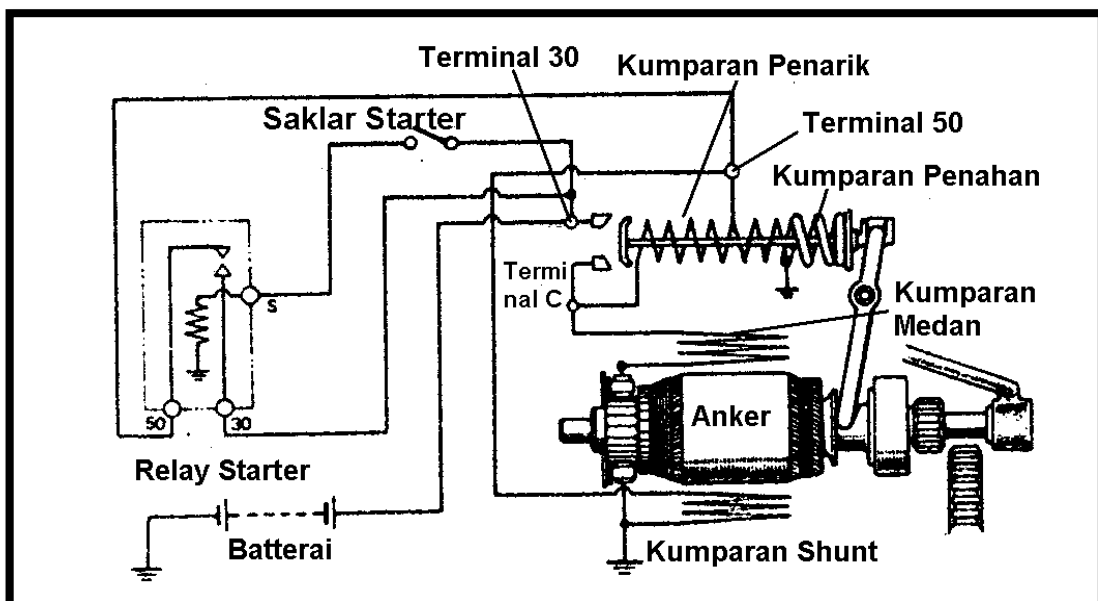 Terminal 30
Kumparan Penarik
Saklar Starter
Terminal 50
Kumparan Penahan
Termi
nal C
S
Kumparan
Medan
50
30
Anker
Relay Starter
Batterai
Kumparan Shunt